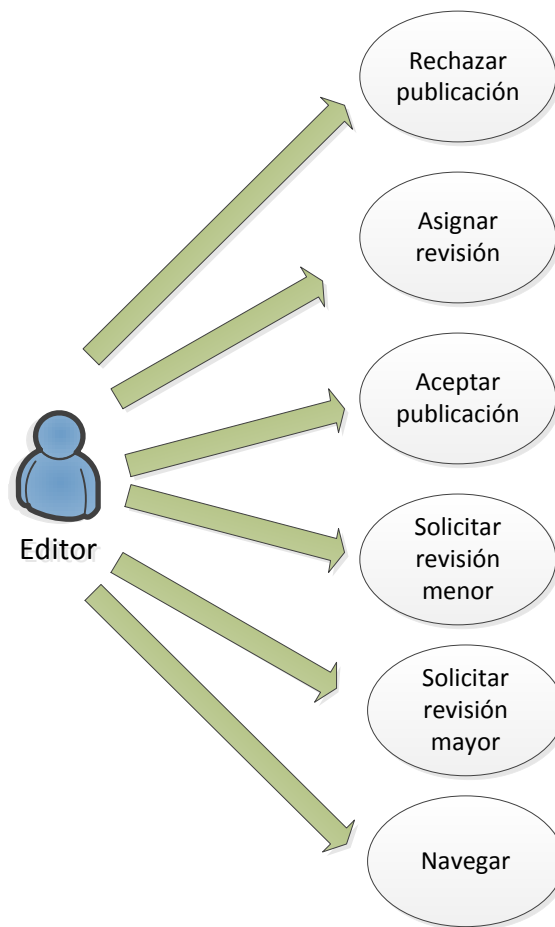 Rechazar
publicación
Asignar
revisión
Aceptar
publicación
Editor
Solicitar
revisión
menor
Solicitar
revisión
mayor
Navegar